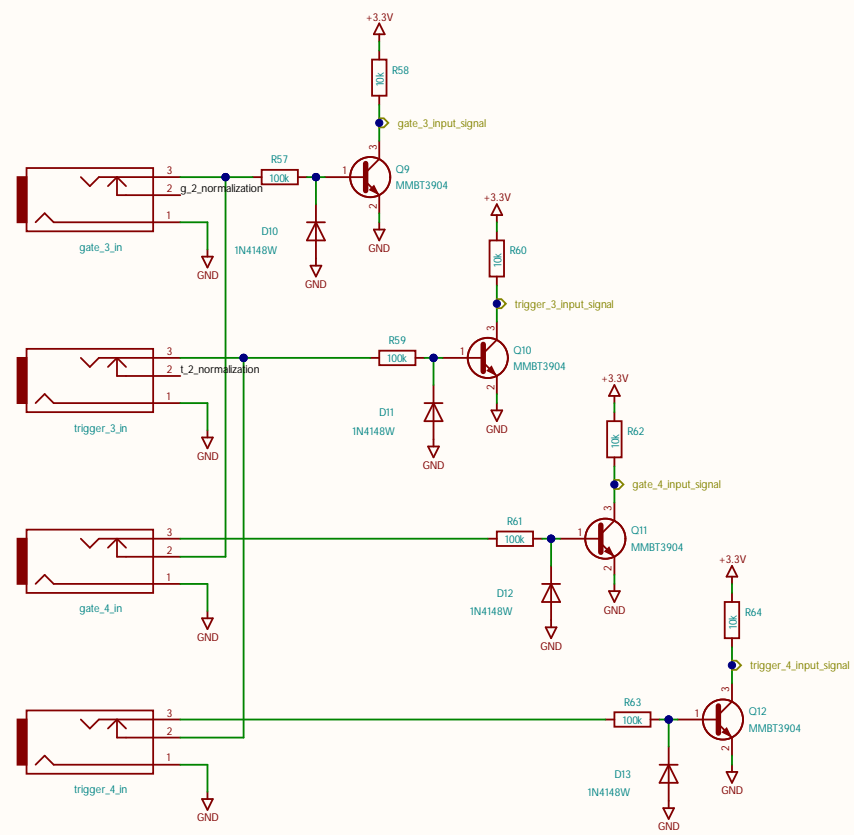 +3.3V
R58
10k
gate_3_input_signal
3
R57
100k
1
Q9
MMBT3904
2
GND
3
2
g_2_normalization
1
gate_3_in
GND
D10
1N4148W
GND
+3.3V
R60
10k
trigger_3_input_signal
3
R59
100k
1
Q10
MMBT3904
2
GND
3
2
t_2_normalization
1
trigger_3_in
GND
D11
1N4148W
GND
+3.3V
R62
10k
gate_4_input_signal
3
R61
100k
1
Q11
MMBT3904
2
GND
3
2
1
gate_4_in
GND
D12
1N4148W
GND
+3.3V
R64
10k
trigger_4_input_signal
3
R63
100k
1
Q12
MMBT3904
2
GND
3
2
1
trigger_4_in
GND
D13
1N4148W
GND